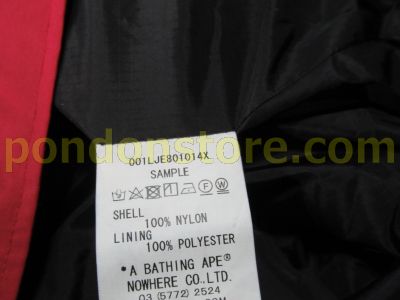 001LJE801014X
SAMPLE
pondonstore.com
SHELL
100% NYLON
LINING
100% POLYESTER
*A BATHING APE®
NOWHERE CO.,LTD.
03 (5772) 2524